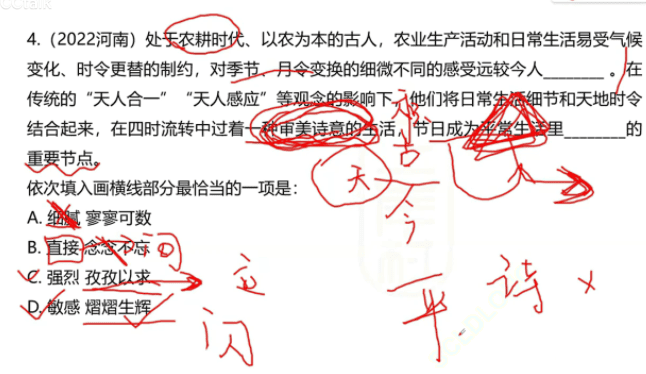 4.（2022河南）处于农耕时代、以农为本的古人，农业生产活动和日常生活易受气候
变化、时令更替的制约，对季节、月令变换的细微不同的感受远较今人________。在
传统的“天人合一”“天人感应”等观念的影响下，他们将日常生活细节和天地时令
结合起来，在四时流转中过着一种审美诗意的生活，节日成为平常生活里________的
重要节点。
依次填入画横线部分最恰当的一项是：
天
古
今
A. 细腻 寥寥可数
B. 直接 念念不忘
C. 强烈 孜孜以求
D. 敏感 熠熠生辉
闪
平
诗